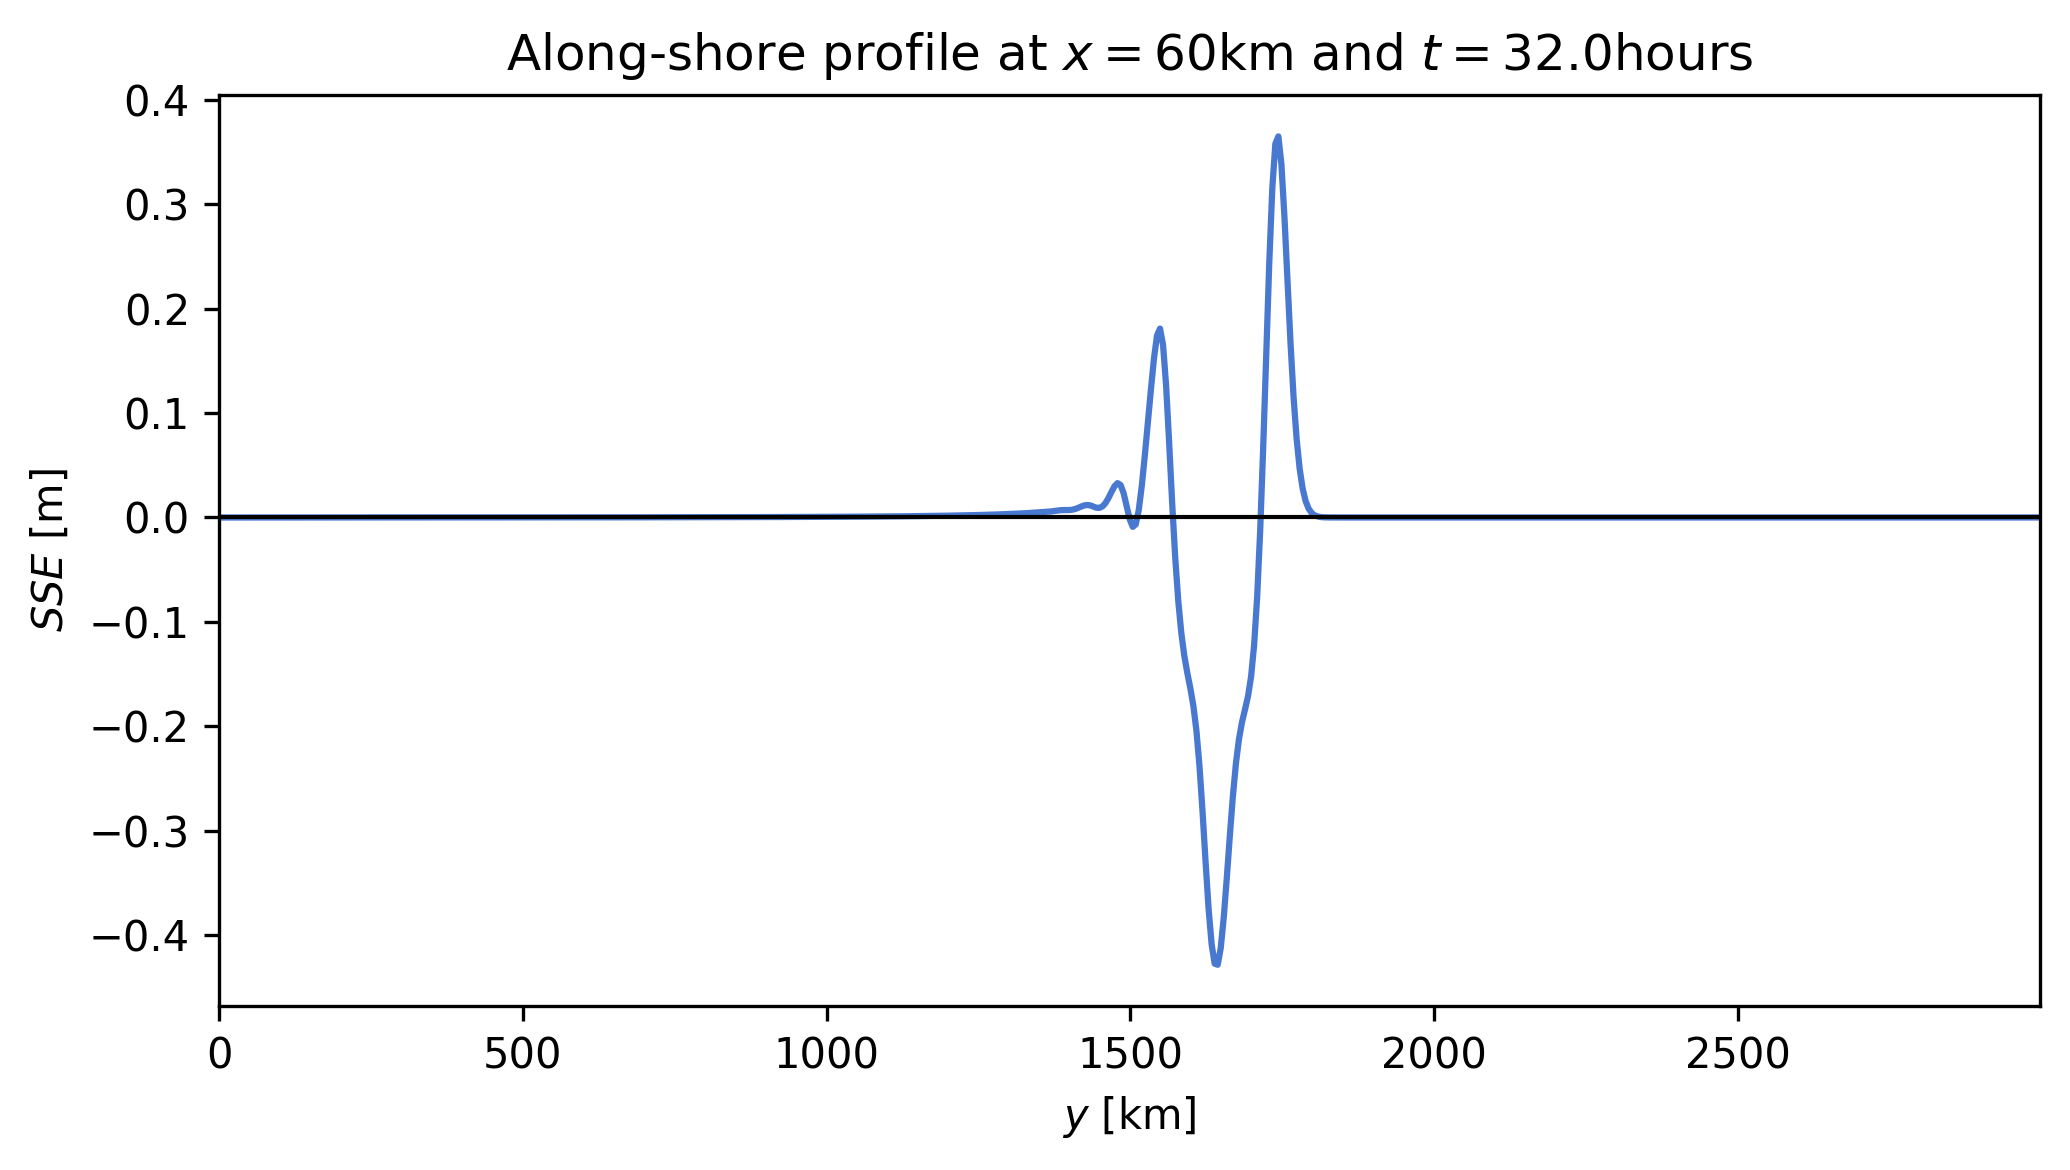 Along-shore profile at x = 60km and t = 32.0hours
0.4
0.3
0.2
0.1
0.0
−0.1
−0.2
−0.3
−0.4
SSE [m]
0 500 1000 1500 2000 2500
y [km]